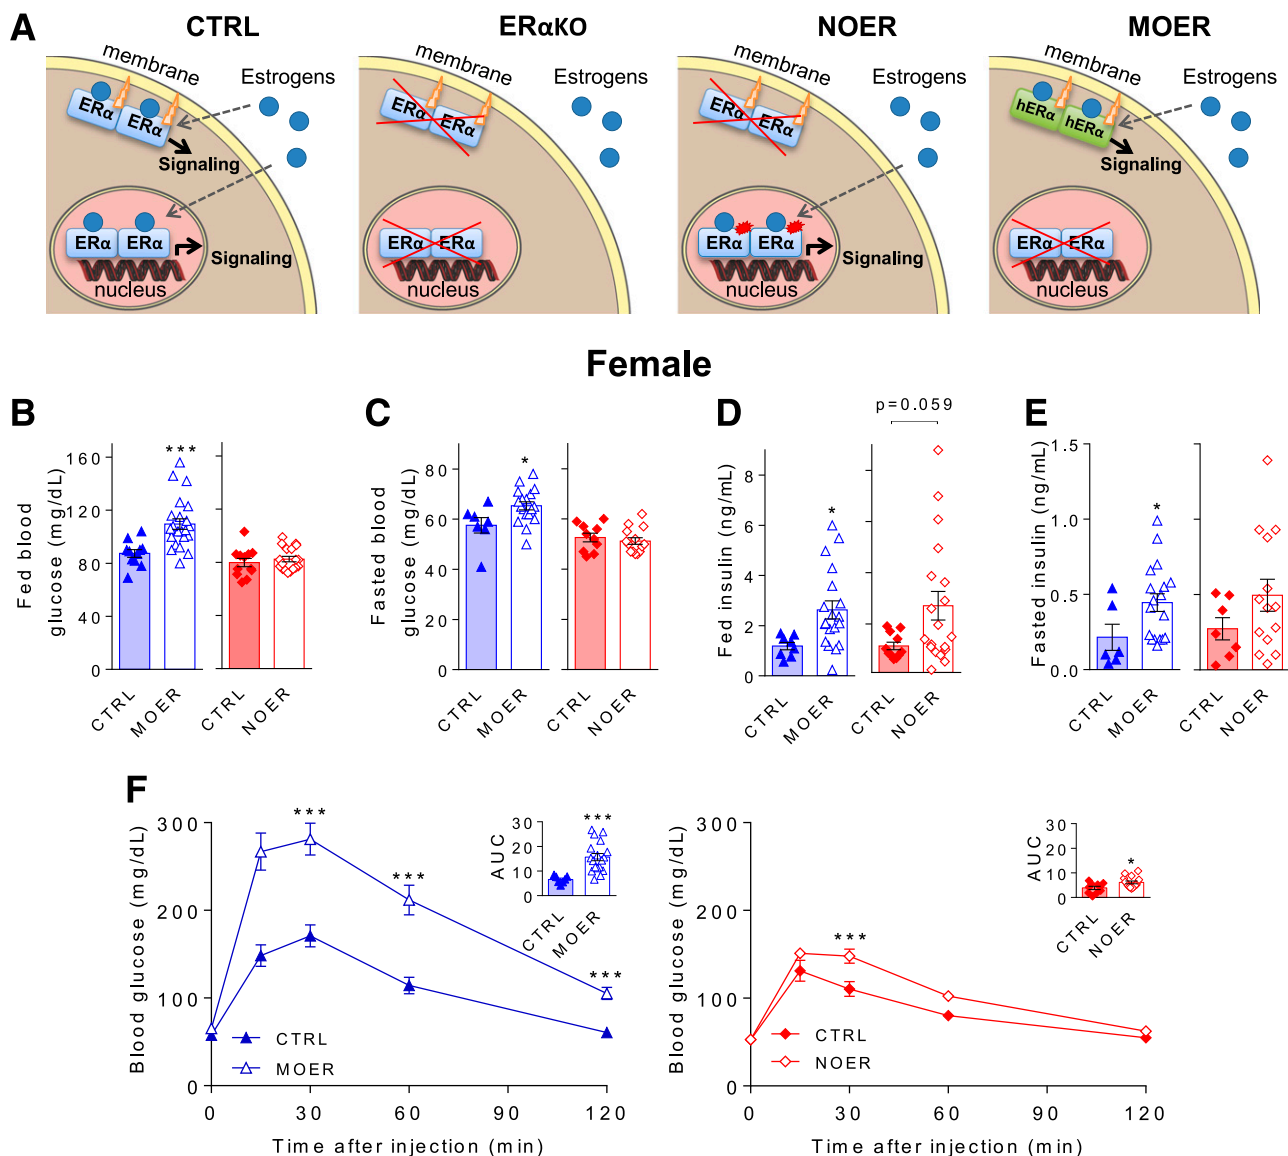 A
CTRL
ERαKO
NOER
MOER
membrane
Estrogens
ERα
ERα
Signaling
ERα
ERα
Signaling
nucleus
membrane
Estrogens
ERα
ERα
ERα
ERα
nucleus
membrane
Estrogens
ERα
ERα
ERα
ERα
Signaling
nucleus
membrane
Estrogens
hERα
hERα
Signaling
ERα
ERα
nucleus
Female
B
Fed blood
glucose (mg/dL)
160
120
80
40
0
***
CTRL
MOER
CTRL
NOER
C
Fasted blood
glucose (mg/dL)
80
60
40
20
0
*
CTRL
MOER
CTRL
NOER
D
Fed insulin (ng/mL)
8
6
4
2
0
*
p=0.059
CTRL
MOER
CTRL
NOER
E
Fasted insulin (ng/mL)
1.5
1.0
0.5
0.0
*
CTRL
MOER
CTRL
NOER
F
Blood glucose (mg/dL)
300
200
100
0
***
***
***
CTRL
MOER
0 30 60 90 120
Time after injection (min)
AUC
30
20
10
0
***
CTRL
MOER
Blood glucose (mg/dL)
300
200
100
0
***
CTRL
NOER
0 30 60 90 120
Time after injection (min)
AUC
30
20
10
0
*
CTRL
NOER